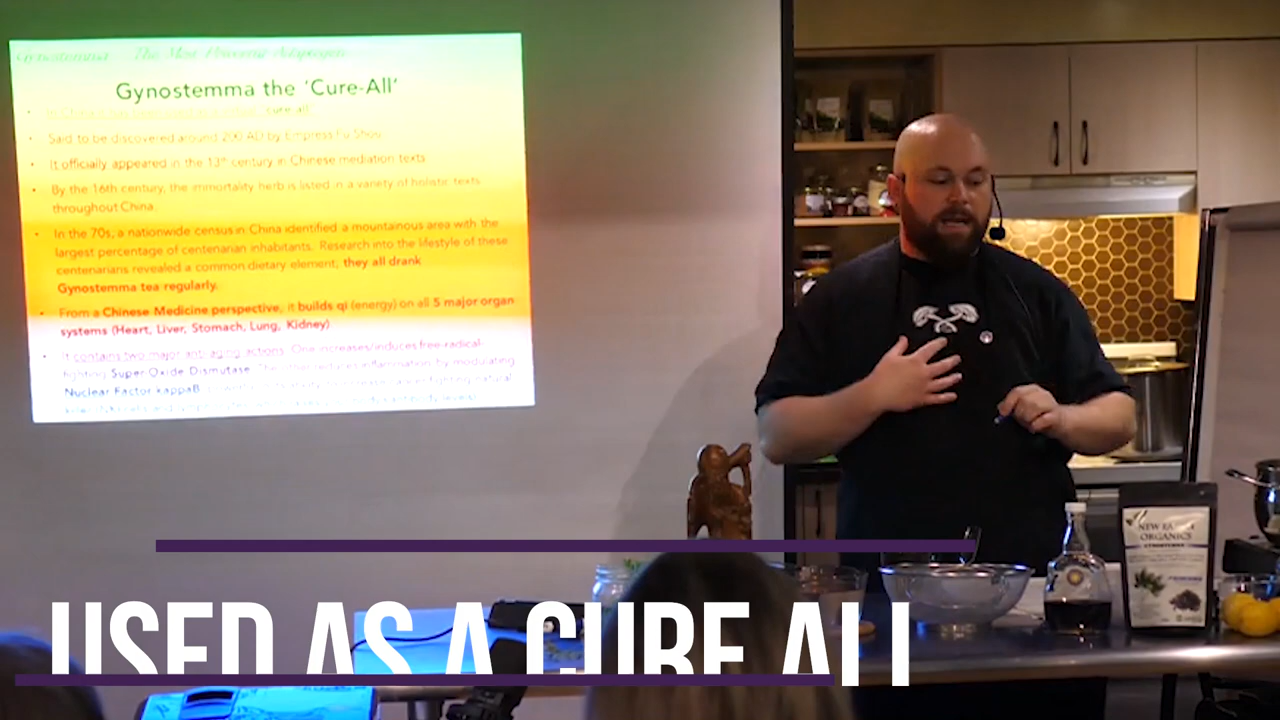 Gynostemma The Most Powerful Adaptogen
Gynostemma the 'Cure-All'
cure-all
Said to be discovered around 200 AD by Empress Fu Shou
It officially appeared in the 13th century in Chinese mediation texts
By the 16th century, the immortality herb is listed in a variety of holistic texts
throughout China.
In the 70s, a nationwide census in China identified a mountainous area with the
largest percentage of centenarian inhabitants. Research into the lifestyle of these
centenarians revealed a common dietary element, they all drank
Gynostemma tea regularly.
From a Chinese Medicine perspective, it builds qi (energy) on all 5 major organ
systems (Heart, Liver, Stomach, Lung, Kidney)
It contains two major anti-aging actions. One increases/induces free-radical-
fighting Super Oxide Dismutase. inflammation by modulating
Nuclear Factor kappaB
NEW EARTH
ORGANICS
USED AS A CURE ALL